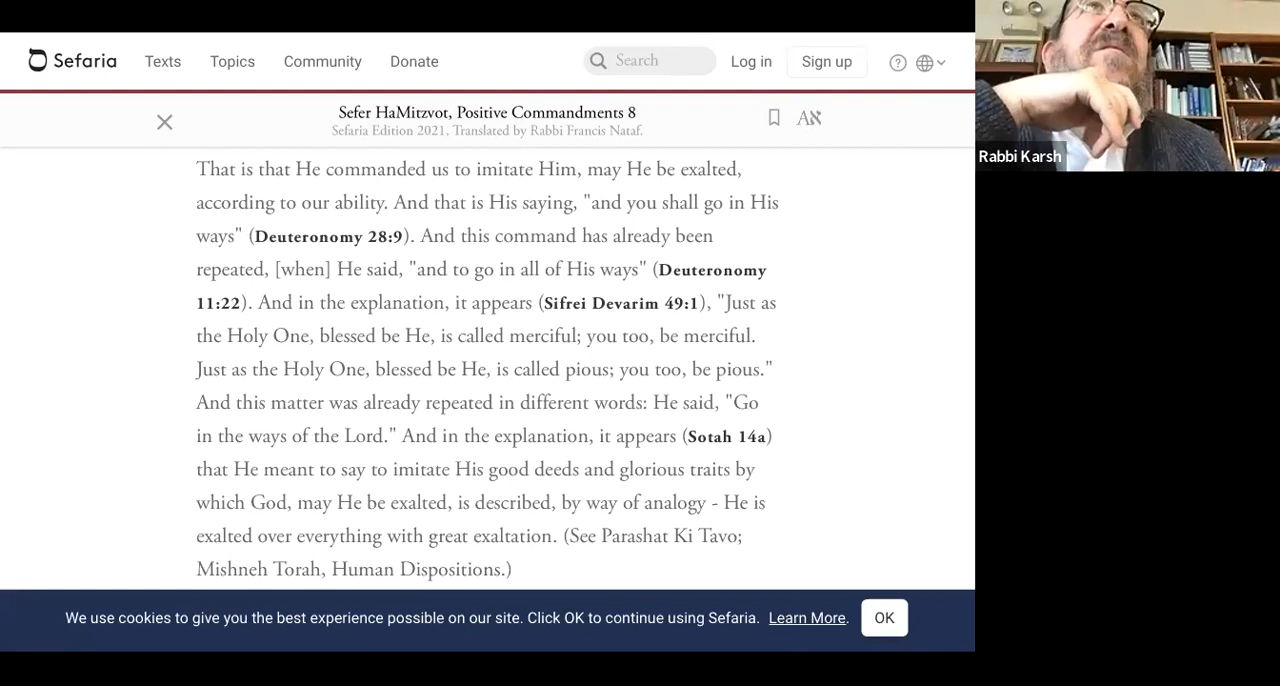 Sefaria
Texts
Topics
Community
Donate
Search
Log in
Sign up
Sefer HaMitzvot, Positive Commandments 8
Sefaria Edition 2021, Translated by Rabbi Francis Nataf.
Aא
That is that He commanded us to imitate Him, may He be exalted,
according to our ability. And that is His saying, "and you shall go in His
ways" (Deuteronomy 28:9). And this command has already been
repeated, [when] He said, "and to go in all of His ways" (Deuteronomy
11:22). And in the explanation, it appears (Sifrei Devarim 49:1), "Just as
the Holy One, blessed be He, is called merciful; you too, be merciful.
Just as the Holy One, blessed be He, is called pious; you too, be pious."
And this matter was already repeated in different words: He said, "Go
in the ways of the Lord." And in the explanation, it appears (Sotah 14a)
that He meant to say to imitate His good deeds and glorious traits by
which God, may He be exalted, is described, by way of analogy - He is
exalted over everything with great exaltation. (See Parashat Ki Tavo;
Mishneh Torah, Human Dispositions.)
We use cookies to give you the best experience possible on our site. Click OK to continue using Sefaria. Learn More.
OK
Rabbi Karsh